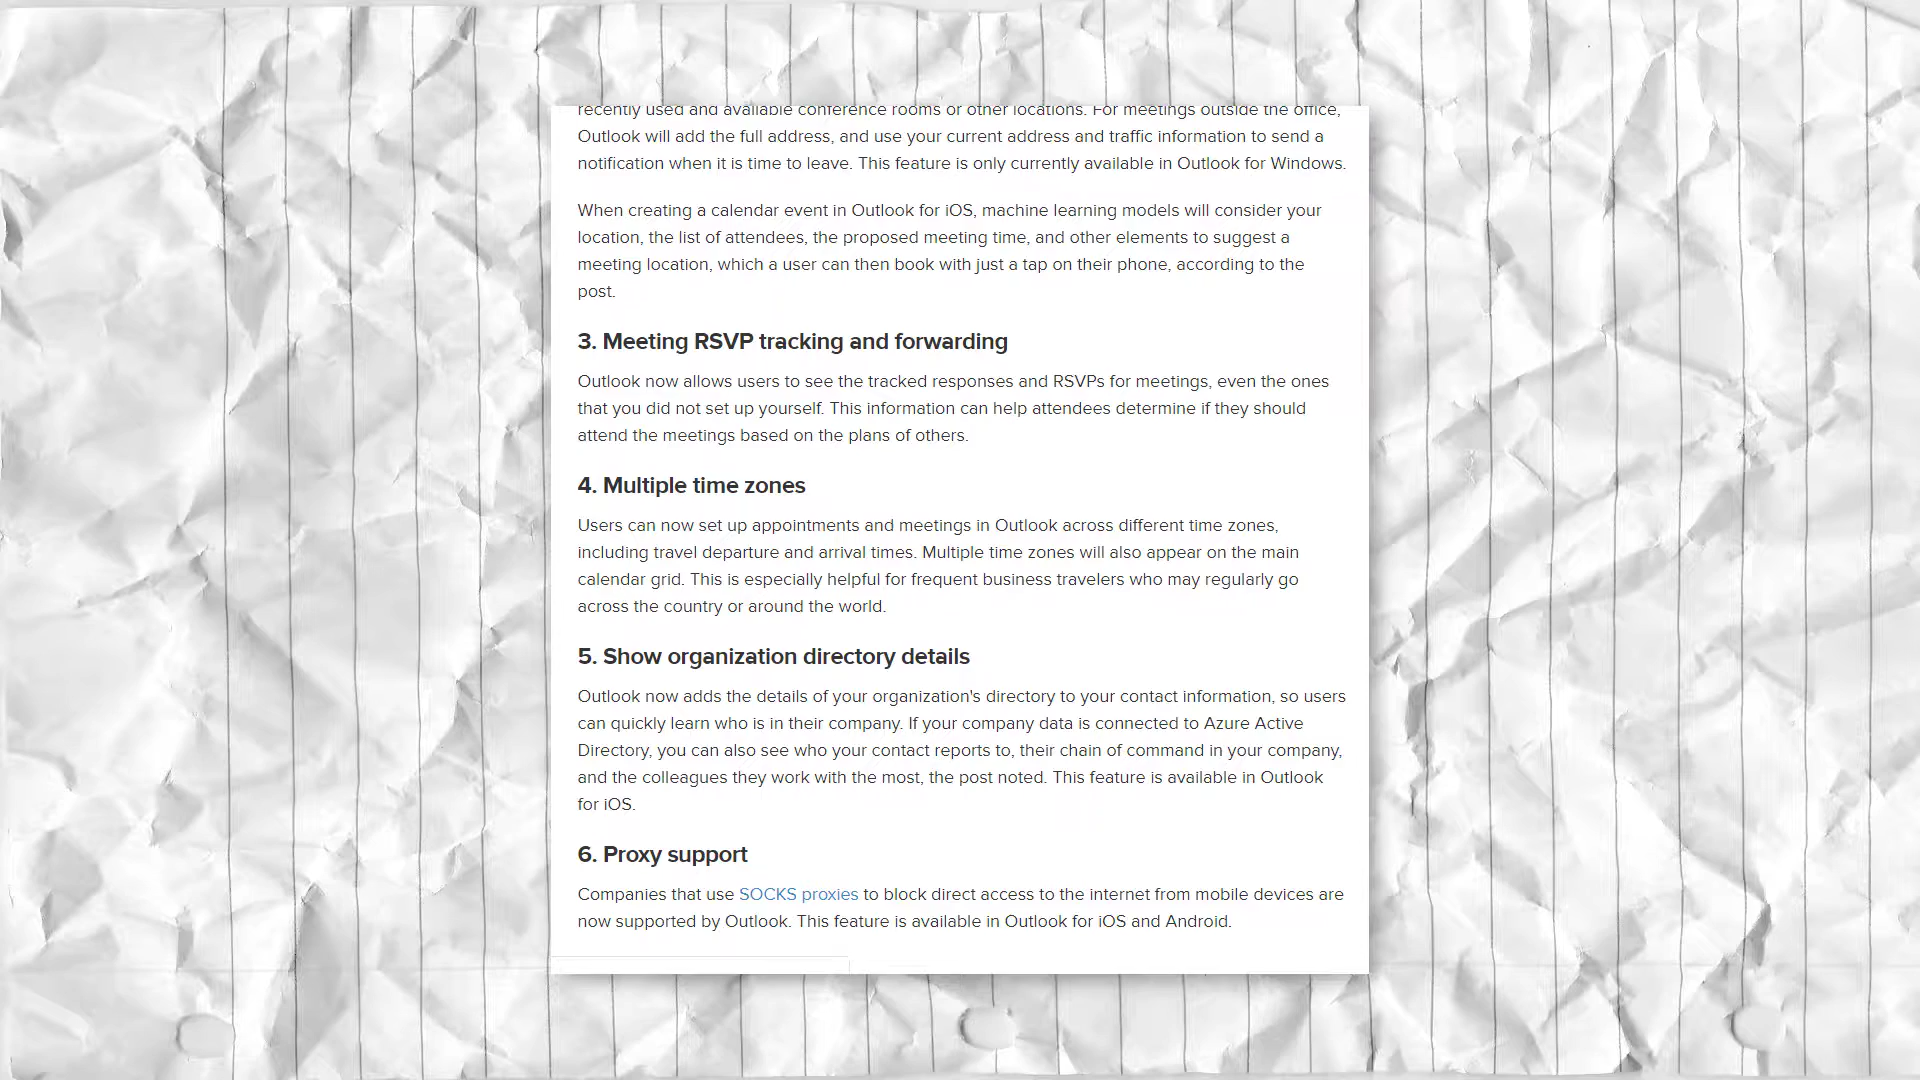 recently used and available conference rooms or other locations. For meetings outside the office,
Outlook will add the full address, and use your current address and traffic information to send a
notification when it is time to leave. This feature is only currently available in Outlook for Windows.
When creating a calendar event in Outlook for iOS, machine learning models will consider your
location, the list of attendees, the proposed meeting time, and other elements to suggest a
meeting location, which a user can then book with just a tap on their phone, according to the
post.
3. Meeting RSVP tracking and forwarding
Outlook now allows users to see the tracked responses and RSVPs for meetings, even the ones
that you did not set up yourself. This information can help attendees determine if they should
attend the meetings based on the plans of others.
4. Multiple time zones
Users can now set up appointments and meetings in Outlook across different time zones,
including travel departure and arrival times. Multiple time zones will also appear on the main
calendar grid. This is especially helpful for frequent business travelers who may regularly go
across the country or around the world.
5. Show organization directory details
Outlook now adds the details of your organization's directory to your contact information, so users
can quickly learn who is in their company. If your company data is connected to Azure Active
Directory, you can also see who your contact reports to, their chain of command in your company,
and the colleagues they work with the most, the post noted. This feature is available in Outlook
for iOS.
6. Proxy support
Companies that use SOCKS proxies to block direct access to the internet from mobile devices are
now supported by Outlook. This feature is available in Outlook for iOS and Android.